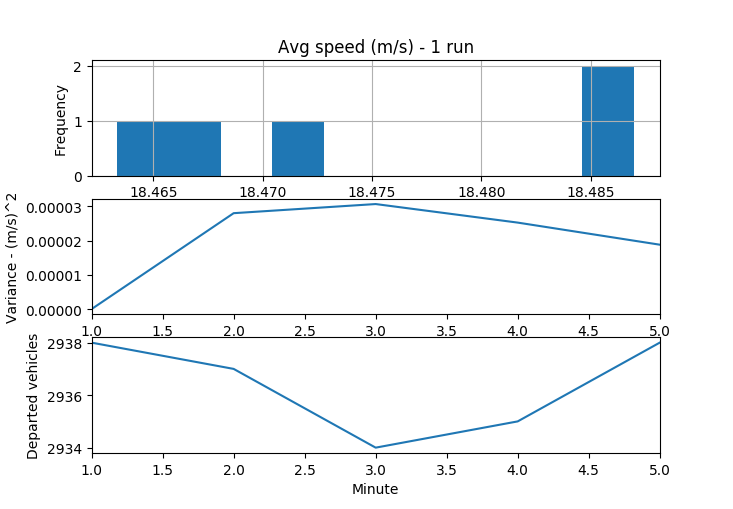 Avg speed (m/s) - 1 run
Frequency
2
1
0
18.465 18.470 18.475 18.480 18.485
Variance - (m/s)^2
0.00003
0.00002
0.00001
0.00000
1.0 1.5 2.0 2.5 3.0 3.5 4.0 4.5 5.0
Departed vehicles
2938
2936
2934
1.0 1.5 2.0 2.5 3.0 3.5 4.0 4.5 5.0
Minute